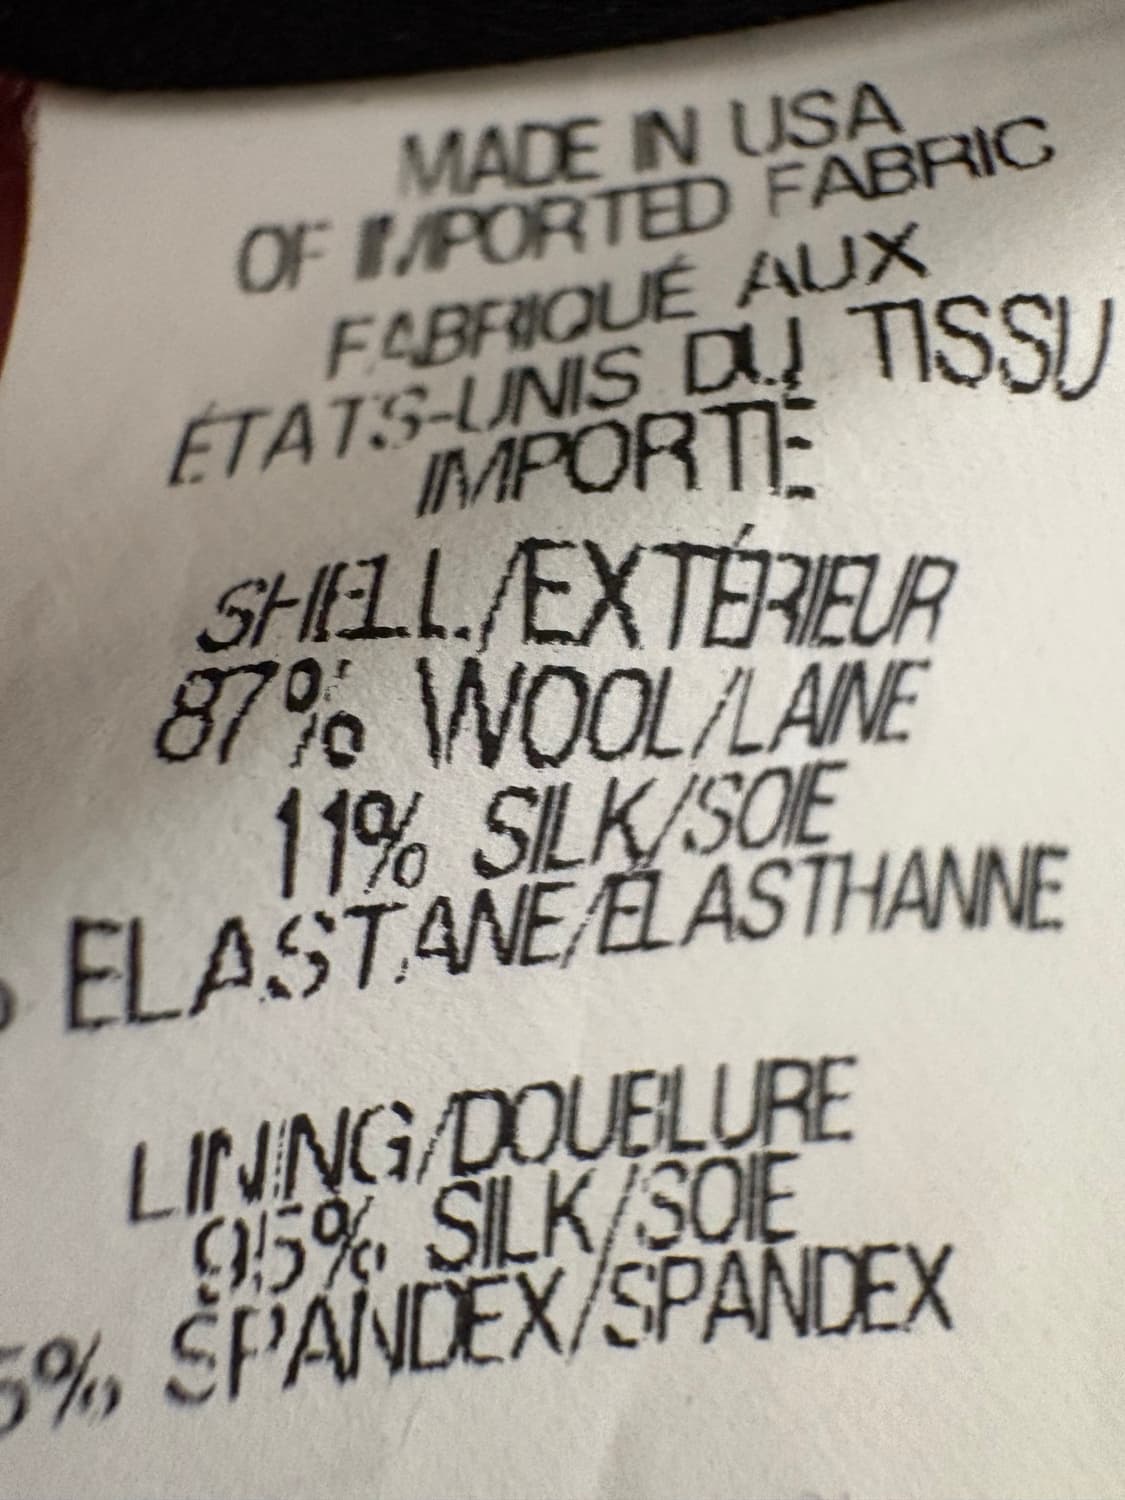 MADE IN USA
OF IMPORTED FABRIC
FABRIQUÉ AUX
ÉTATS-UNIS DU TISSU
IMPORTÉ
SHELL/EXTÉRIEUR
87% WOOL/LAINE
11% SILK/SOIE
ELASTANE/ÉLASTHANNE
LINING/DOUBLURE
95% SILK/SOIE
5% SPANDEX/SPANDEX